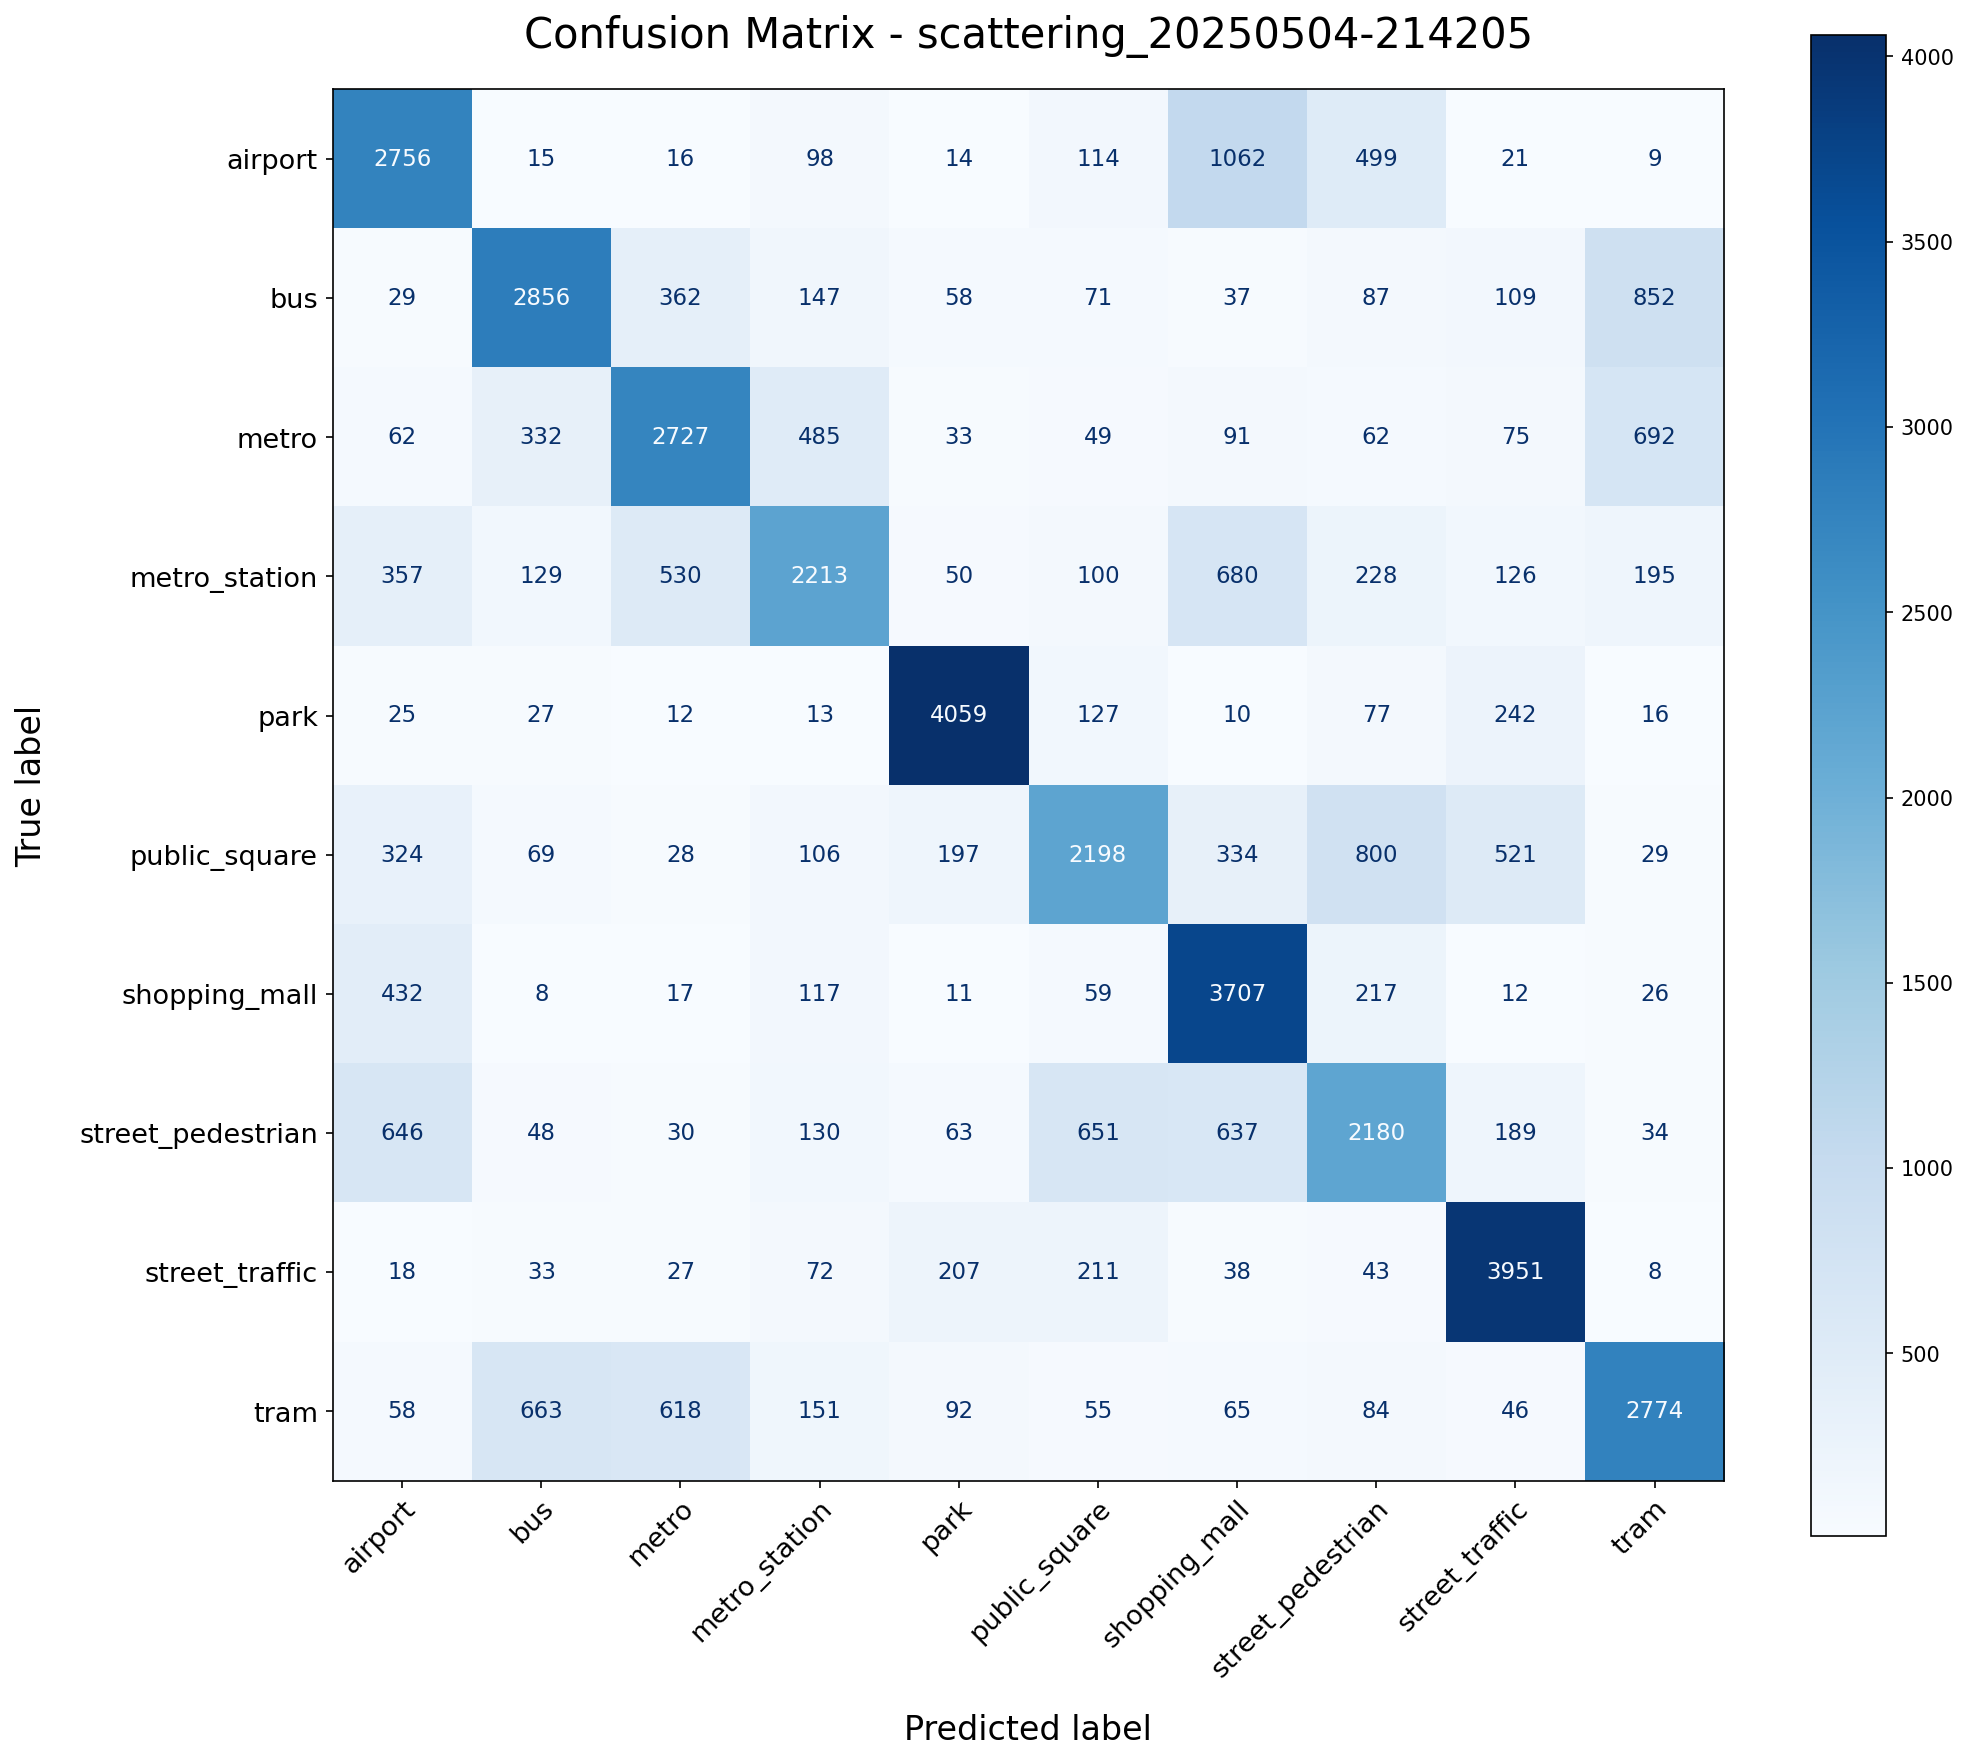 Confusion Matrix - scattering_20250504-214205
airport 2756 15 16 98 14 114 1062 499 21 9
bus 29 2856 362 147 58 71 37 87 109 852
metro 62 332 2727 485 33 49 91 62 75 692
metro_station 357 129 530 2213 50 100 680 228 126 195
park 25 27 12 13 4059 127 10 77 242 16
public_square 324 69 28 106 197 2198 334 800 521 29
shopping_mall 432 8 17 117 11 59 3707 217 12 26
street_pedestrian 646 48 30 130 63 651 637 2180 189 34
street_traffic 18 33 27 72 207 211 38 43 3951 8
tram 58 663 618 151 92 55 65 84 46 2774
True label
airport
bus
metro
metro_station
park
public_square
shopping_mall
street_pedestrian
street_traffic
tram
Predicted label
4000
3500
3000
2500
2000
1500
1000
500